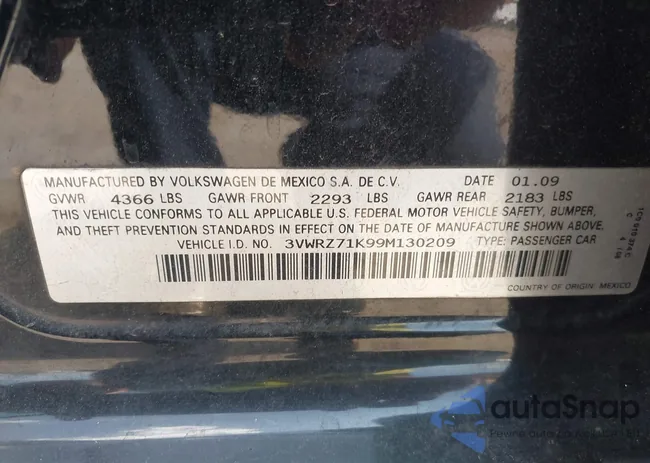 MANUFACTURED BY VOLKSWAGEN DE MEXICO S.A. DE C.V. DATE 01.09
GVWR 4366 LBS GAWR FRONT 2293 LBS GAWR REAR 2183 LBS
THIS VEHICLE CONFORMS TO ALL APPLICABLE U.S. FEDERAL MOTOR VEHICLE SAFETY, BUMPER,
AND THEFT PREVENTION STANDARDS IN EFFECT ON THE DATE OF MANUFACTURE SHOWN ABOVE.
VEHICLE I.D. NO. 3VWRZ71K99M130209 TYPE: PASSENGER CAR
COUNTRY OF ORIGIN: MEXICO
autoSnap